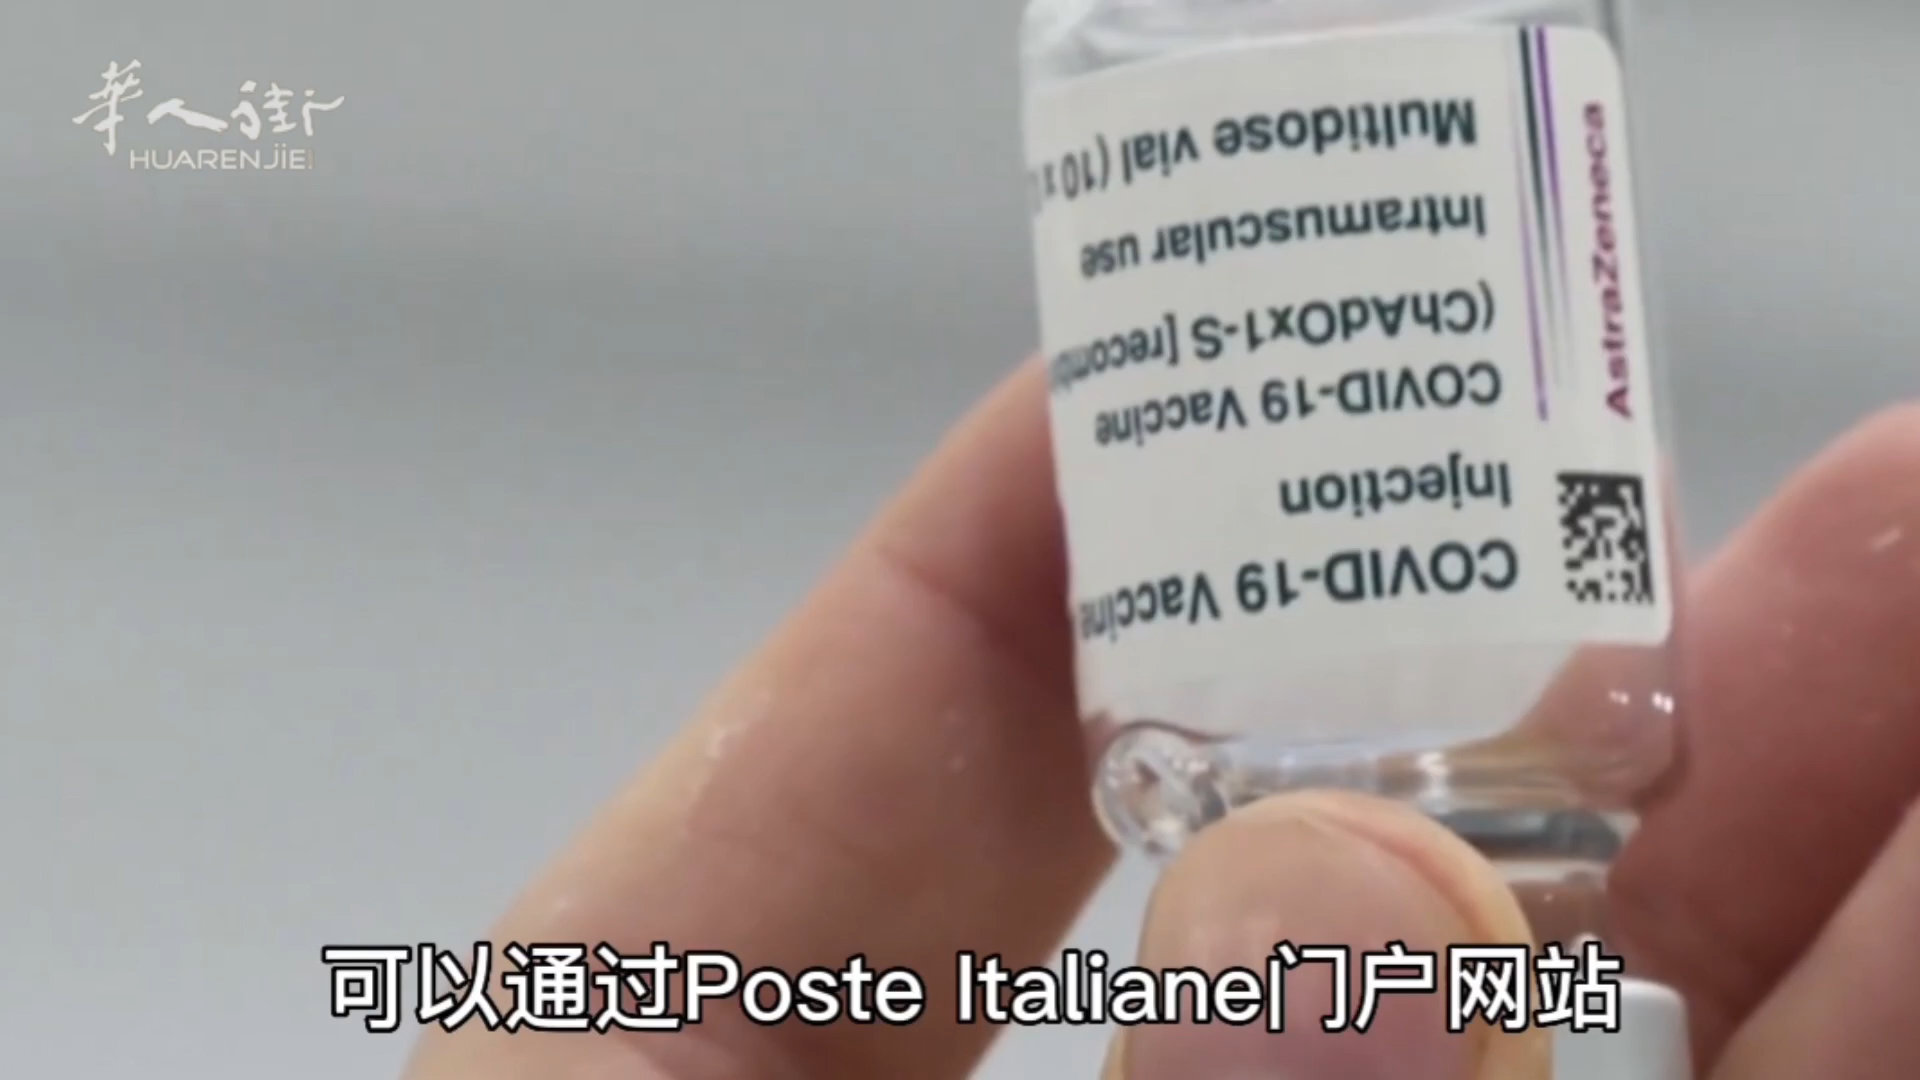 華人街
HUARENJIE
COVID-19 Vaccine
Injection
COVID-19 Vaccine
(ChAdOx1-S [recomb
Intramuscular use
Multidose vial (10 x
AstraZeneca
可以通过Poste Italiane门户网站